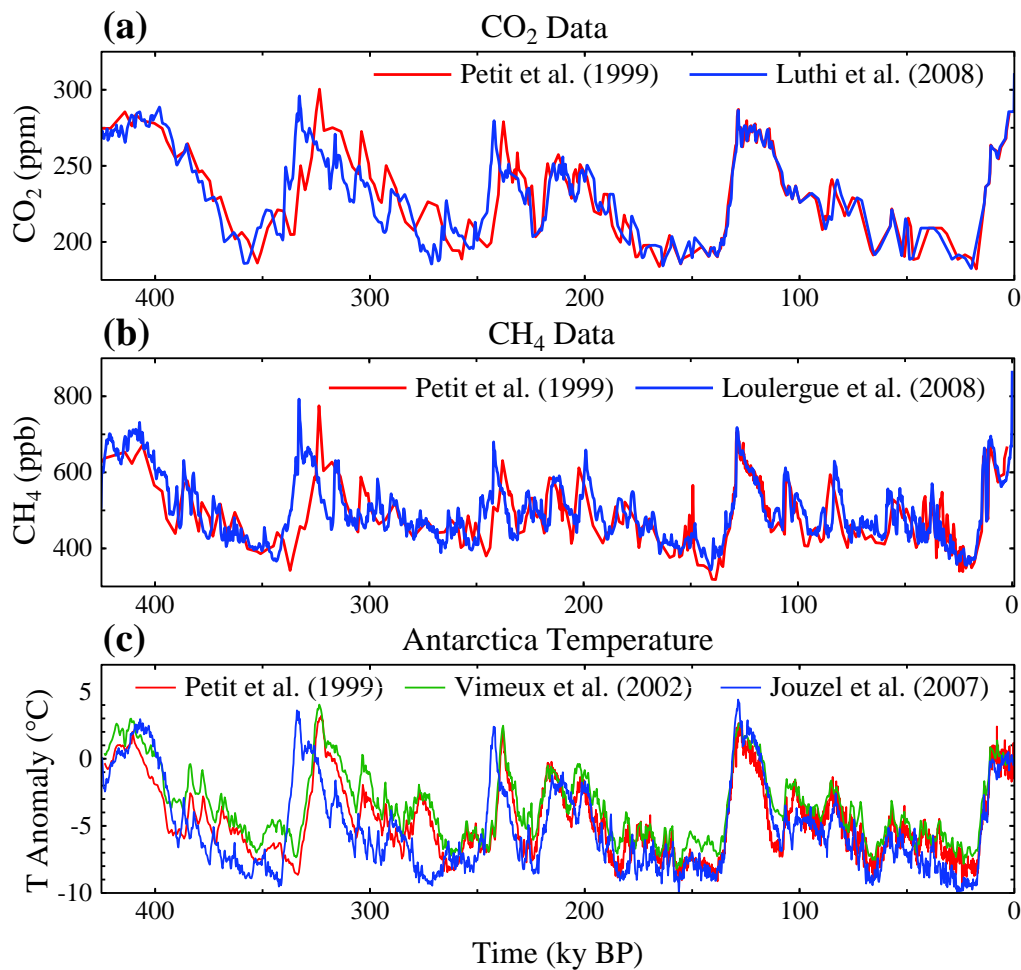 (a) CO₂ Data
Petit et al. (1999) Luthi et al. (2008)
CO₂ (ppm)
300
250
200
400 300 200 100 0
(b) CH₄ Data
Petit et al. (1999) Loulergue et al. (2008)
CH₄ (ppb)
800
600
400
400 300 200 100 0
(c) Antarctica Temperature
Petit et al. (1999) Vimeux et al. (2002) Jouzel et al. (2007)
T Anomaly (°C)
5
0
-5
-10
400 300 200 100 0
Time (ky BP)